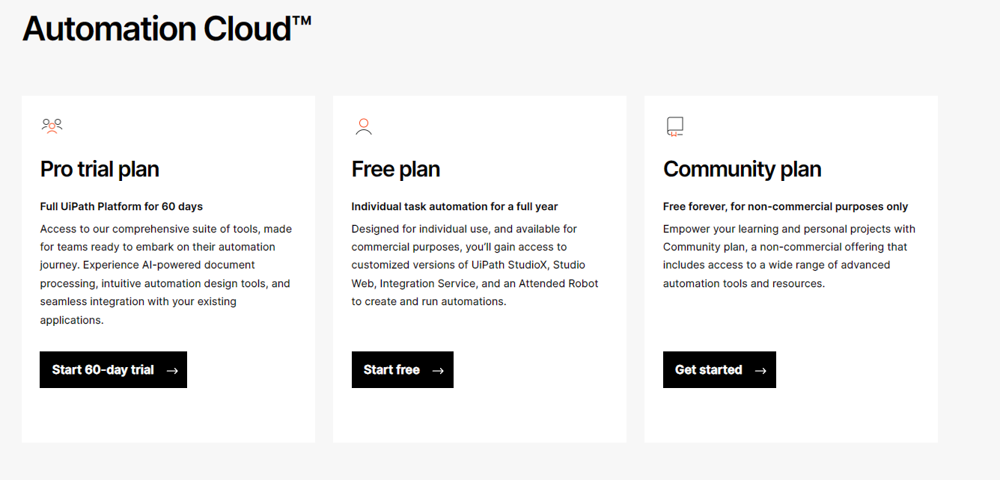 Automation Cloud™
Pro trial plan
Full UiPath Platform for 60 days
Access to our comprehensive suite of tools, made
for teams ready to embark on their automation
journey. Experience AI-powered document
processing, intuitive automation design tools, and
seamless integration with your existing
applications.
Start 60-day trial →
Free plan
Individual task automation for a full year
Designed for individual use, and available for
commercial purposes, you’ll gain access to
customized versions of UiPath StudioX, Studio
Web, Integration Service, and an Attended Robot
to create and run automations.
Start free →
Community plan
Free forever, for non-commercial purposes only
Empower your learning and personal projects with
Community plan, a non-commercial offering that
includes access to a wide range of advanced
automation tools and resources.
Get started →